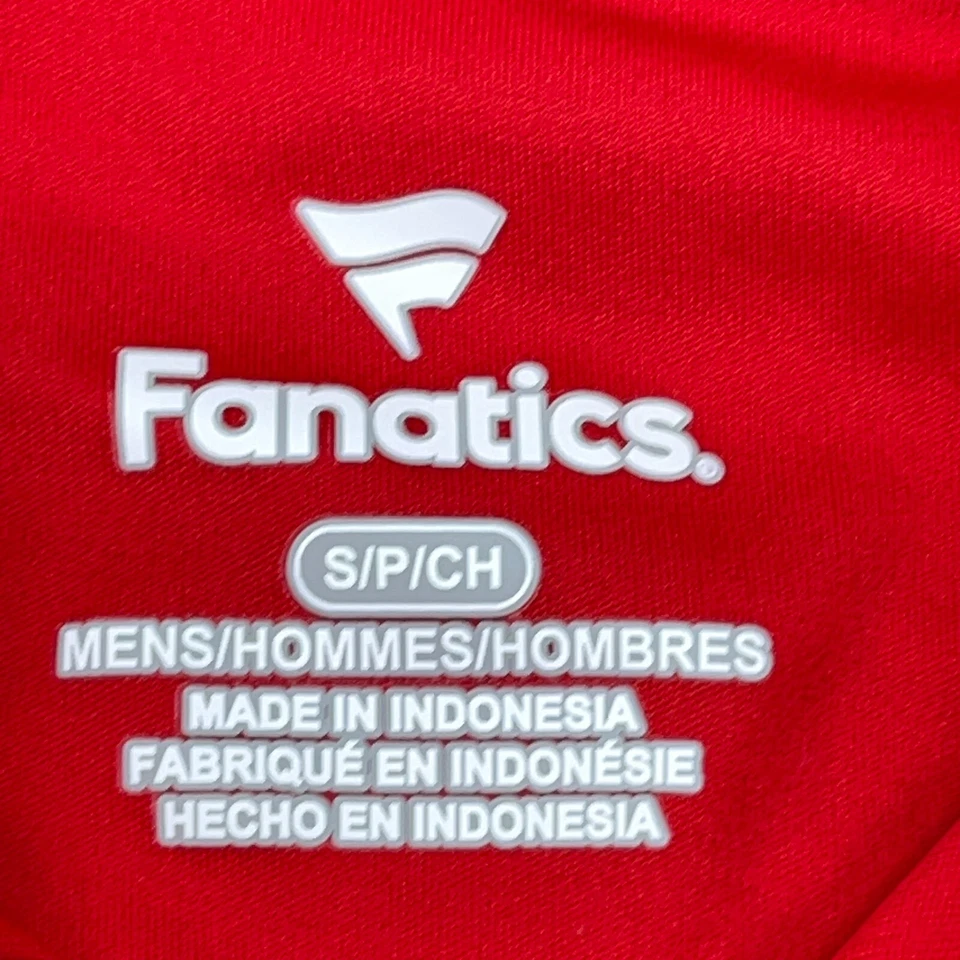 Fanatics.
S/P/CH
MENS/HOMMES/HOMBRES
MADE IN INDONESIA
FABRIQUÉ EN INDONÉSIE
HECHO EN INDONESIA